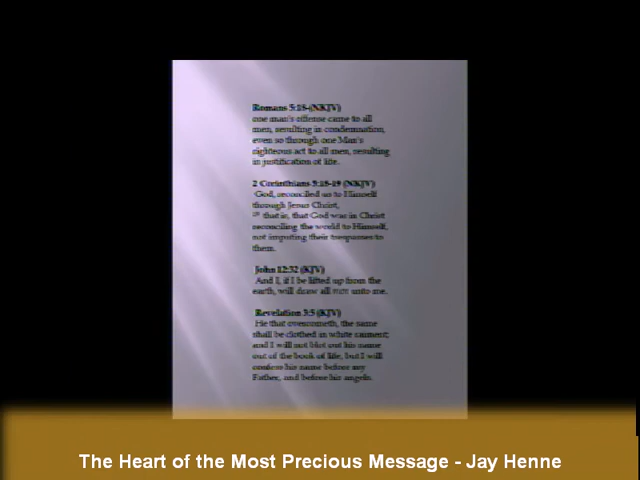 Romans 5:18-(NKJV)
one man's offense came to all
men, resulting in condemnation,
even so through one Man's
righteous act to all men, resulting
in justification of life.
2 Corinthians 5:18-19 (NKJV)
God, reconciled us to Himself
through Jesus Christ,
19 that is, that God was in Christ
reconciling the world to Himself,
not imputing their trespasses to
them.
John 12:32 (KJV)
And I, if I be lifted up from the
earth, will draw all men unto me.
Revelation 3:5 (KJV)
He that overcometh, the same
shall be clothed in white raiment;
and I will not blot out his name
out of the book of life, but I will
confess his name before my
Father, and before his angels.
The Heart of the Most Precious Message - Jay Henne